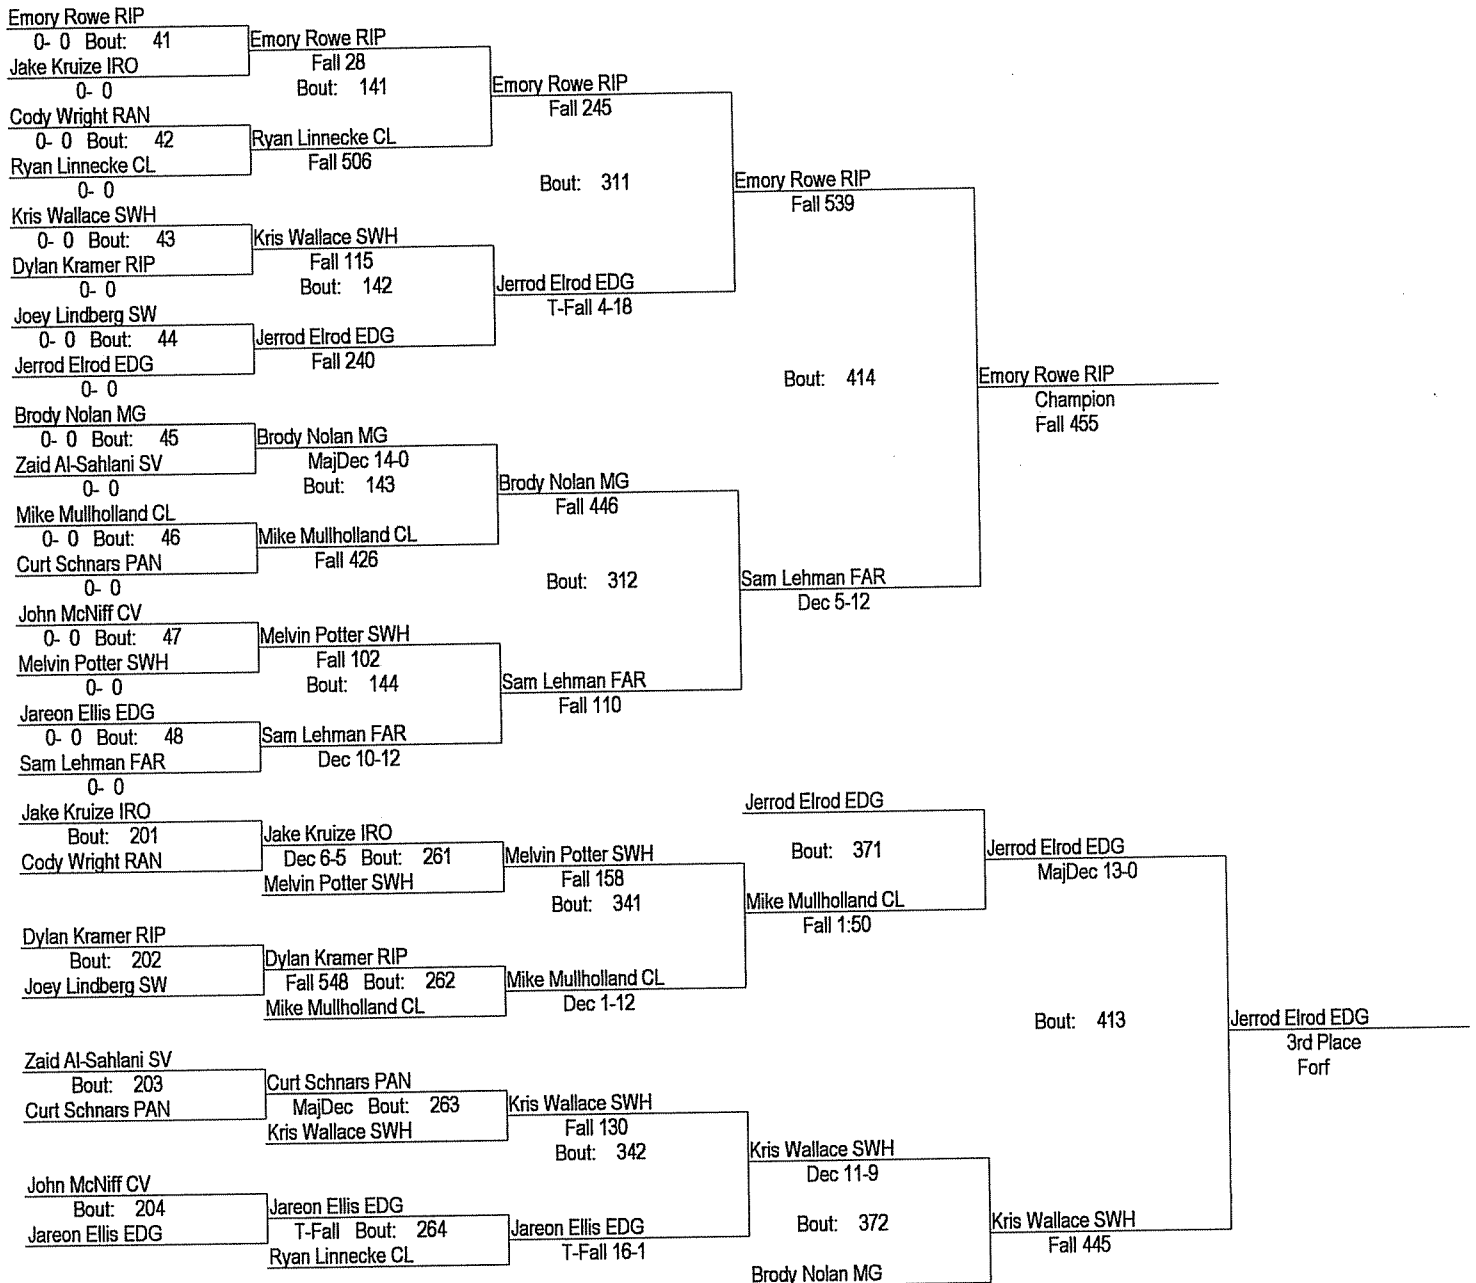 Emory Rowe RIP
0- 0 Bout: 41
Jake Kruize IRO
0- 0
Cody Wright RAN
0- 0 Bout: 42
Ryan Linnecke CL
0- 0
Kris Wallace SWH
0- 0 Bout: 43
Dylan Kramer RIP
0- 0
Joey Lindberg SW
0- 0 Bout: 44
Jerrod Elrod EDG
0- 0
Brody Nolan MG
0- 0 Bout: 45
Zaid Al-Sahlani SV
0- 0
Mike Mullholland CL
0- 0 Bout: 46
Curt Schnars PAN
0- 0
John McNiff CV
0- 0 Bout: 47
Melvin Potter SWH
0- 0
Jareon Ellis EDG
0- 0 Bout: 48
Sam Lehman FAR
0- 0
Emory Rowe RIP
Fall 28
Bout: 141
Ryan Linnecke CL
Fall 506
Kris Wallace SWH
Fall 115
Bout: 142
Jerrod Elrod EDG
Fall 240
Brody Nolan MG
MajDec 14-0
Bout: 143
Mike Mullholland CL
Fall 426
Melvin Potter SWH
Fall 102
Bout: 144
Sam Lehman FAR
Dec 10-12
Emory Rowe RIP
Fall 245
Bout: 311
Jerrod Elrod EDG
T-Fall 4-18
Brody Nolan MG
Fall 446
Bout: 312
Sam Lehman FAR
Fall 110
Emory Rowe RIP
Fall 539
Bout: 414
Sam Lehman FAR
Dec 5-12
Emory Rowe RIP
Champion
Fall 455
Jake Kruize IRO
Bout: 201
Cody Wright RAN
Dylan Kramer RIP
Bout: 202
Joey Lindberg SW
Zaid Al-Sahlani SV
Bout: 203
Curt Schnars PAN
John McNiff CV
Bout: 204
Jareon Ellis EDG
Jake Kruize IRO
Dec 6-5 Bout: 261
Melvin Potter SWH
Dylan Kramer RIP
Fall 548 Bout: 262
Mike Mullholland CL
Curt Schnars PAN
MajDec Bout: 263
Kris Wallace SWH
Jareon Ellis EDG
T-Fall Bout: 264
Ryan Linnecke CL
Melvin Potter SWH
Fall 158
Bout: 341
Mike Mullholland CL
Dec 1-12
Kris Wallace SWH
Fall 130
Bout: 342
Jareon Ellis EDG
T-Fall 16-1
Jerrod Elrod EDG
Bout: 371
Mike Mullholland CL
Fall 1:50
Kris Wallace SWH
Dec 11-9
Bout: 372
Brody Nolan MG
Jerrod Elrod EDG
MajDec 13-0
Bout: 413
Kris Wallace SWH
Fall 445
Jerrod Elrod EDG
3rd Place
Forf